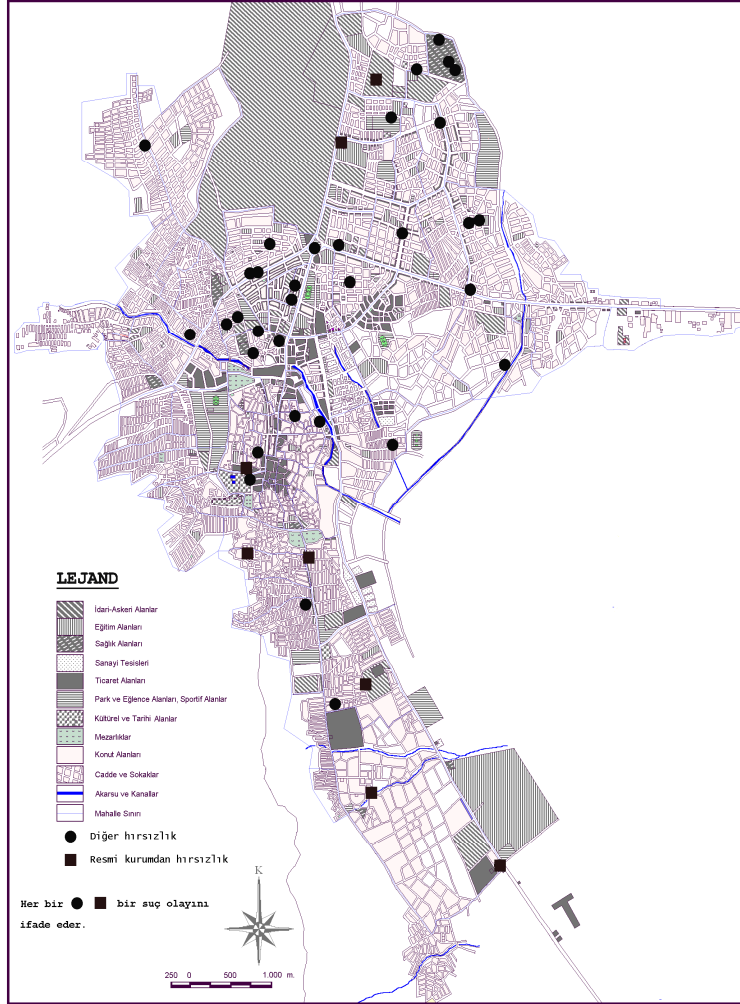 LEJAND
İdari-Askeri Alanlar
Eğitim Alanları
Sağlık Alanları
Sanayi Tesisleri
Ticaret Alanları
Park ve Eğlence Alanları, Sportif Alanlar
Kültürel ve Tarihi Alanlar
Mezarlıklar
Konut Alanları
Cadde ve Sokaklar
Akarsu ve Kanallar
Mahalle Sınırı
Diğer hırsızlık
Resmi kurumdan hırsızlık
Her bir bir suç olayını
ifade eder.
K
250 0 500 1.000 m.